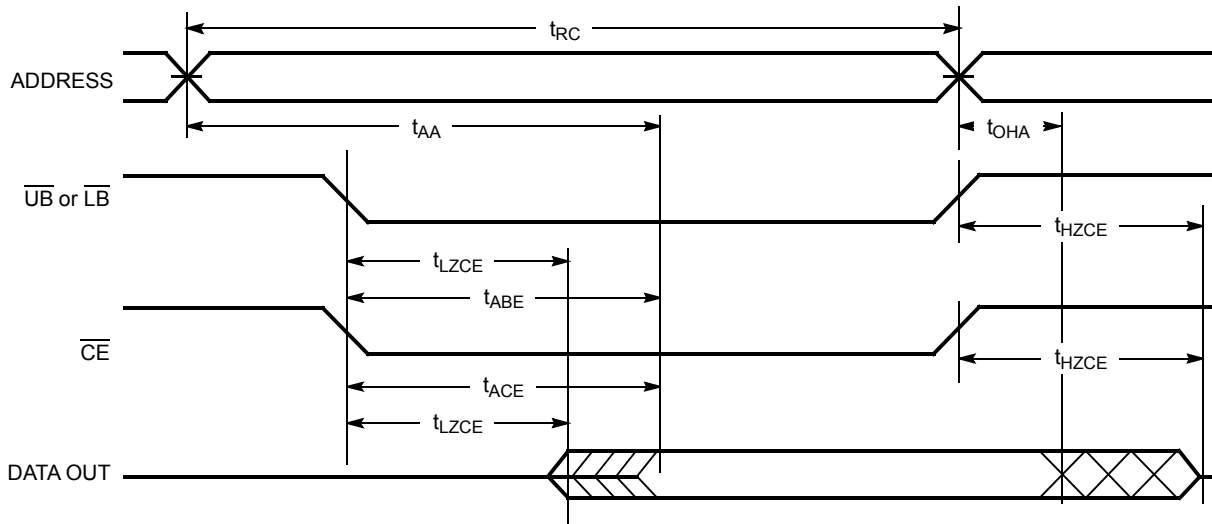 tRC
ADDRESS
tAA
tOHA
UB or LB
tHZCE
tLZCE
tABE
CE
tHZCE
tACE
tLZCE
DATA OUT